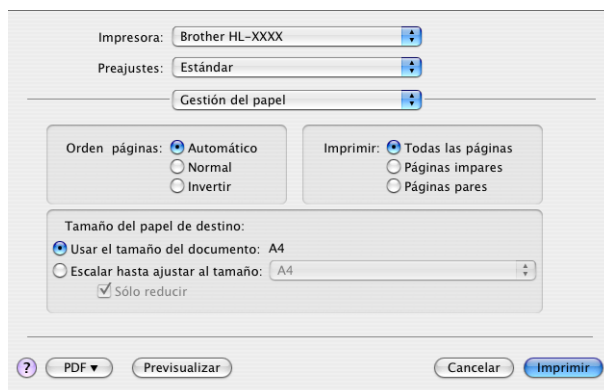 Impresora: Brother HL-XXXX
Preajustes: Estándar
Gestión del papel
Orden páginas: Automático
Normal
Invertir
Imprimir: Todas las páginas
Páginas impares
Páginas pares
Tamaño del papel de destino:
Usar el tamaño del documento: A4
Escalar hasta ajustar al tamaño: A4
Sólo reducir
? PDF ▼ Previsualizar Cancelar Imprimir